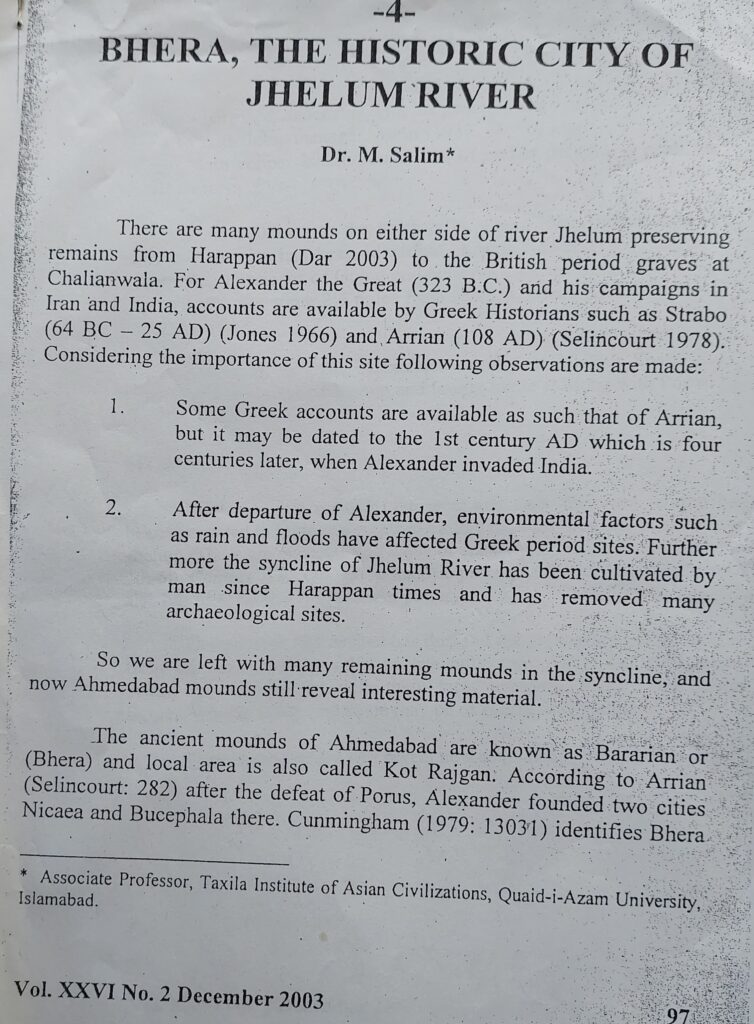 -4-
BHERA, THE HISTORIC CITY OF
JHELUM RIVER
Dr. M. Salim*
There are many mounds on either side of river Jhelum preserving
remains from Harappan (Dar 2003) to the British period graves at
Chalianwala. For Alexander the Great (323 B.C.) and his campaigns in
Iran and India, accounts are available by Greek Historians such as Strabo
(64 BC – 25 AD) (Jones 1966) and Arrian (108 AD) (Selincourt 1978).
Considering the importance of this site following observations are made:
1. Some Greek accounts are available as such that of Arrian,
but it may be dated to the 1st century AD which is four
centuries later, when Alexander invaded India.
2. After departure of Alexander, environmental factors such
as rain and floods have affected Greek period sites. Further
more the syncline of Jhelum River has been cultivated by
man since Harappan times and has removed many
archaeological sites.
So we are left with many remaining mounds in the syncline, and
now Ahmedabad mounds still reveal interesting material.
The ancient mounds of Ahmedabad are known as Bararian or
(Bhera) and local area is also called Kot Rajgan. According to Arrian
(Selincourt: 282) after the defeat of Porus, Alexander founded two cities
Nicaea and Bucephala there. Cunmingham (1979: 13031) identifies Bhera
* Associate Professor, Taxila Institute of Asian Civilizations, Quaid-i-Azam University,
Islamabad.
Vol. XXVI No. 2 December 2003
97